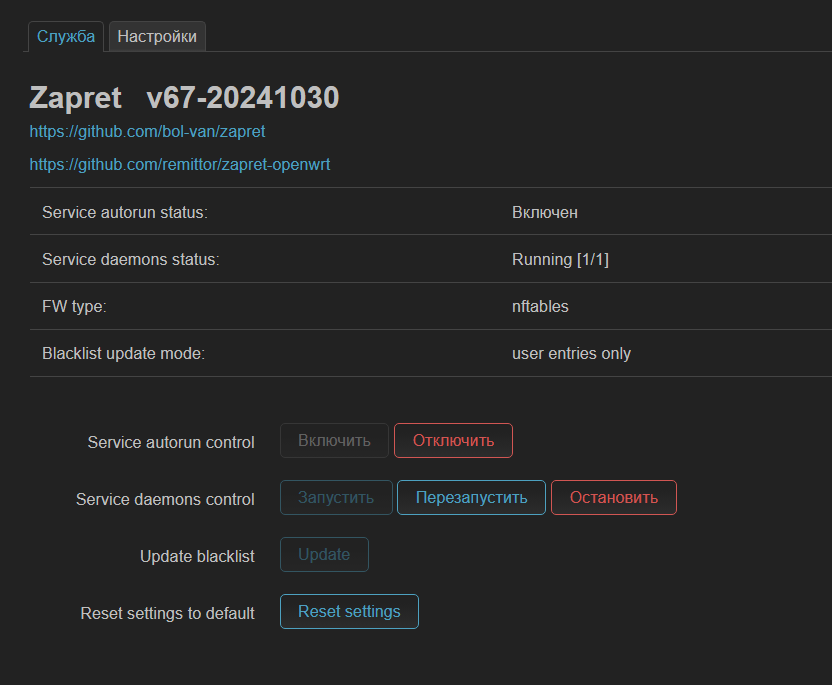 Служба Настройки
Zapret v67-20241030
https://github.com/bol-van/zapret
https://github.com/remittor/zapret-openwrt
Service autorun status: Включен
Service daemons status: Running [1/1]
FW type: nftables
Blacklist update mode: user entries only
Service autorun control Включить Отключить
Service daemons control Запустить Перезапустить Остановить
Update blacklist Update
Reset settings to default Reset settings